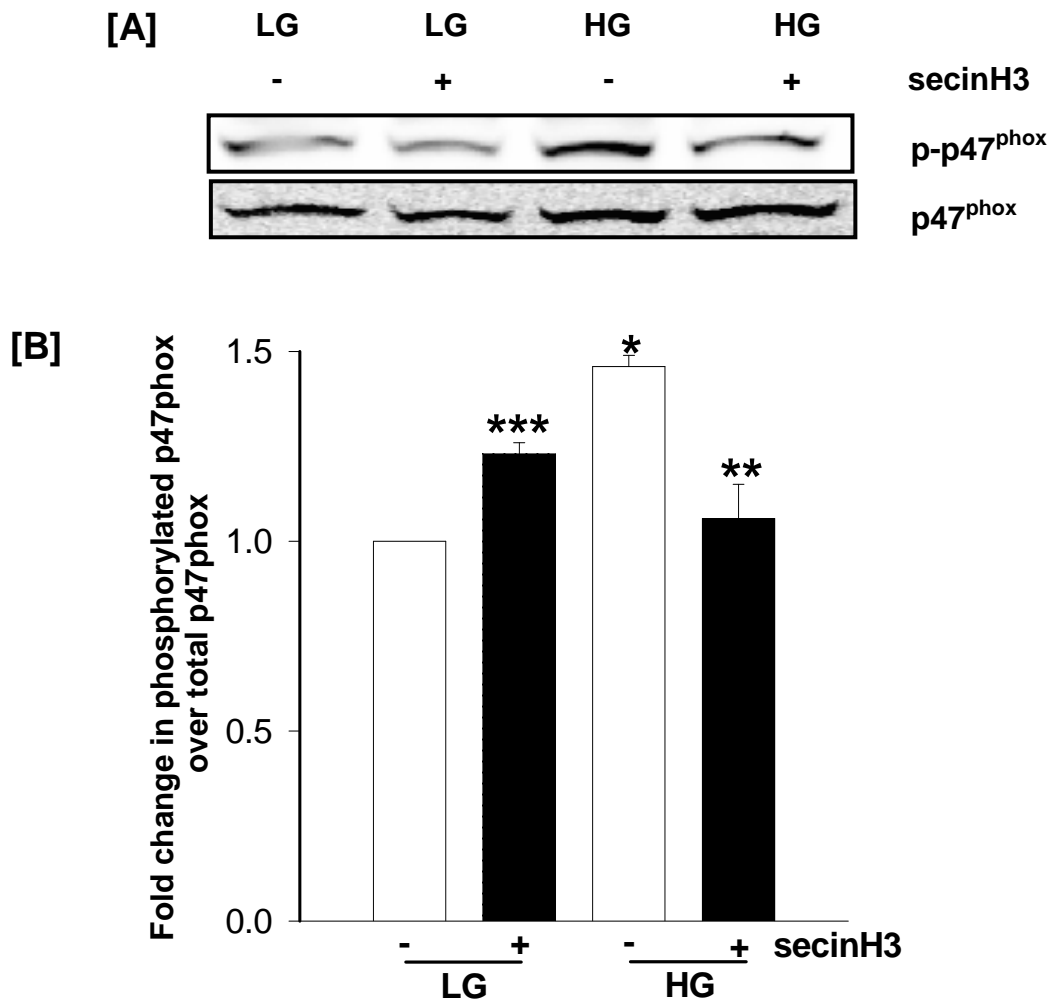 [A] LG LG HG HG
- + - + secinH3
p-p47phox
p47phox
[B]
Fold change in phosphorylated p47phox
over total p47phox
1.5
1.0
0.5
0.0
***
*
**
- + - + secinH3
LG HG